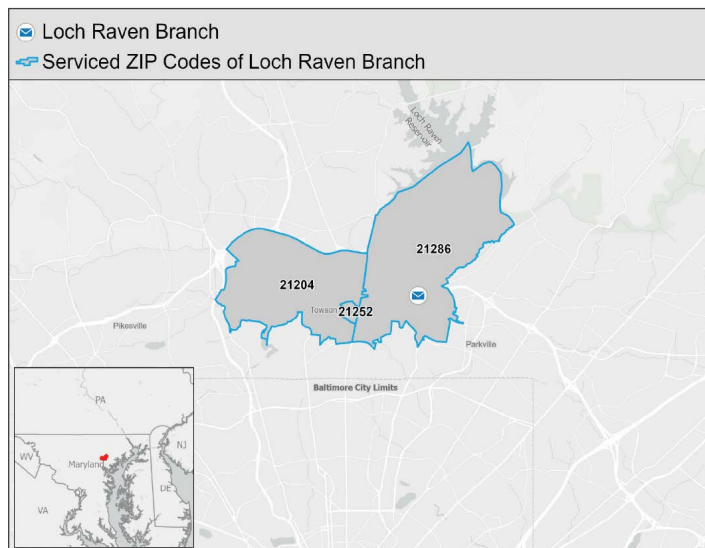 Loch Raven Branch
Serviced ZIP Codes of Loch Raven Branch
Loch Raven
Reservoir
21286
21204
Towson
21252
Pikesville
Parkville
Baltimore City Limits
PA
WV
Maryland
NJ
DE
VA